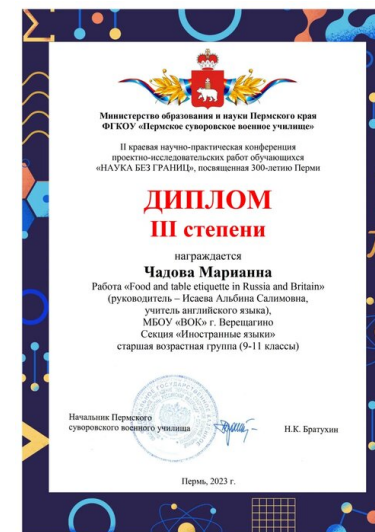 Министерство образования и науки Пермского края
ФГКОУ «Пермское суворовское военное училище»
II краевая научно-практическая конференция
проектно-исследовательских работ обучающихся
«НАУКА БЕЗ ГРАНИЦ», посвященная 300-летию Перми
ДИПЛОМ
III степени
награждается
Чадова Марианна
Работа «Food and table etiquette in Russia and Britain»
(руководитель – Исаева Альбина Салимовна,
учитель английского языка),
МБОУ «ВОК» г. Верещагино
Секция «Иностранные языки»
старшая возрастная группа (9-11 классы)
Начальник Пермского
суворовского военного училища
Н.К. Братухин
Пермь, 2023 г.